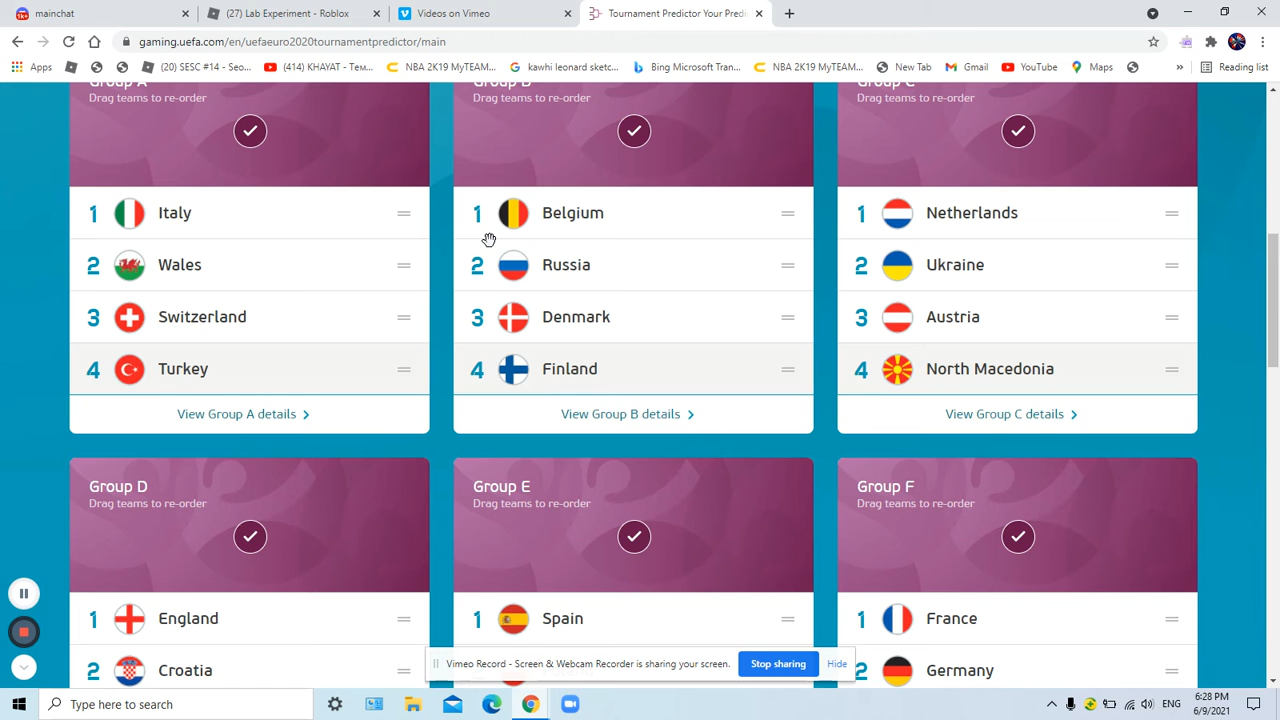 mainchat
(27) Lab Experiment - Roblox
Videos on Vimeo
Tournament Predictor Your Predi
gaming.uefa.com/en/uefaeuro2020tournamentpredictor/main
Apps
(20) SESC #14 - Seo...
(414) KHAYAT - Тем...
NBA 2K19 MyTEAM...
kawhi leonard sketc...
Bing Microsoft Tran...
NBA 2K19 MyTEAM...
New Tab
Gmail
YouTube
Maps
»
Reading list
Group A
Drag teams to re-order
1 Italy
2 Wales
3 Switzerland
4 Turkey
View Group A details
Group B
Drag teams to re-order
1 Belgium
2 Russia
3 Denmark
4 Finland
View Group B details
Group C
Drag teams to re-order
1 Netherlands
2 Ukraine
3 Austria
4 North Macedonia
View Group C details
Group D
Drag teams to re-order
1 England
2 Croatia
Group E
Drag teams to re-order
1 Spain
Group F
Drag teams to re-order
1 France
2 Germany
Vimeo Record - Screen & Webcam Recorder is sharing your screen.
Stop sharing
Hide
Type here to search
ENG
6:28 PM
6/9/2021